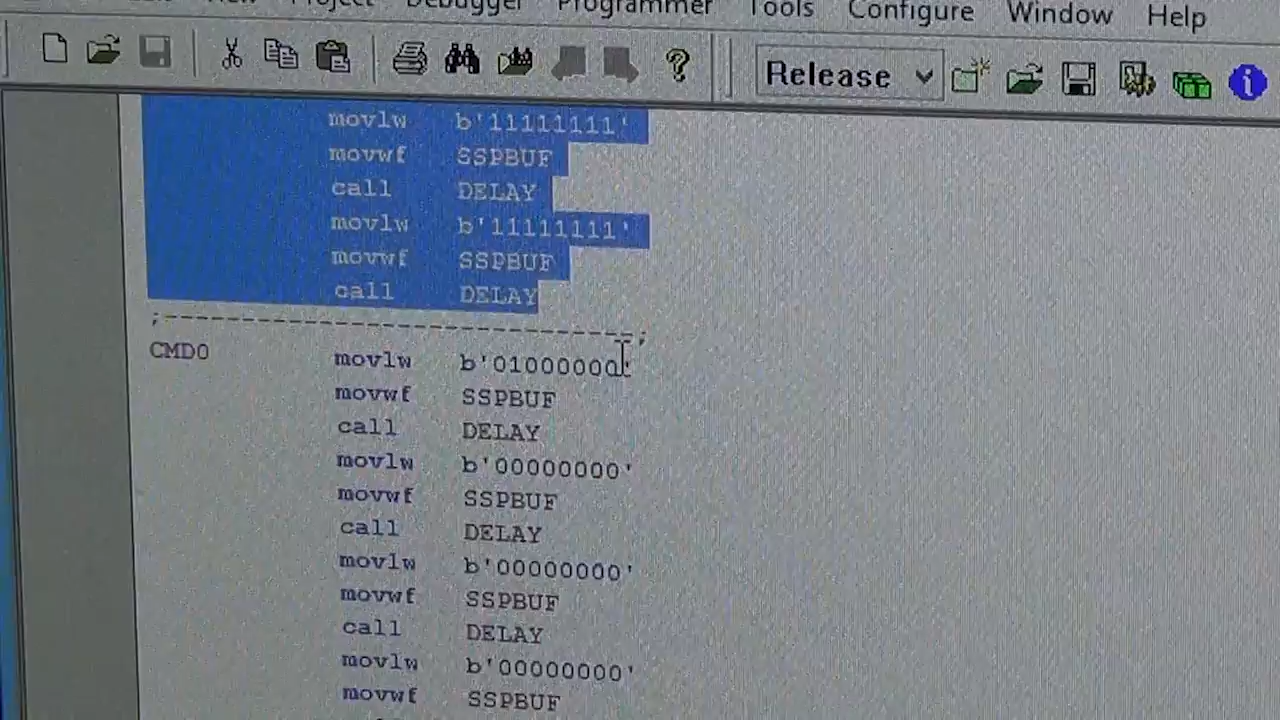 Project Debugger Programmer Tools Configure Window Help
Release
movlw b'11111111'
movwf SSPBUF
call DELAY
movlw b'11111111'
movwf SSPBUF
call DELAY
;-----------------------------;
CMD0 movlw b'01000000'
movwf SSPBUF
call DELAY
movlw b'00000000'
movwf SSPBUF
call DELAY
movlw b'00000000'
movwf SSPBUF
call DELAY
movlw b'00000000'
movwf SSPBUF